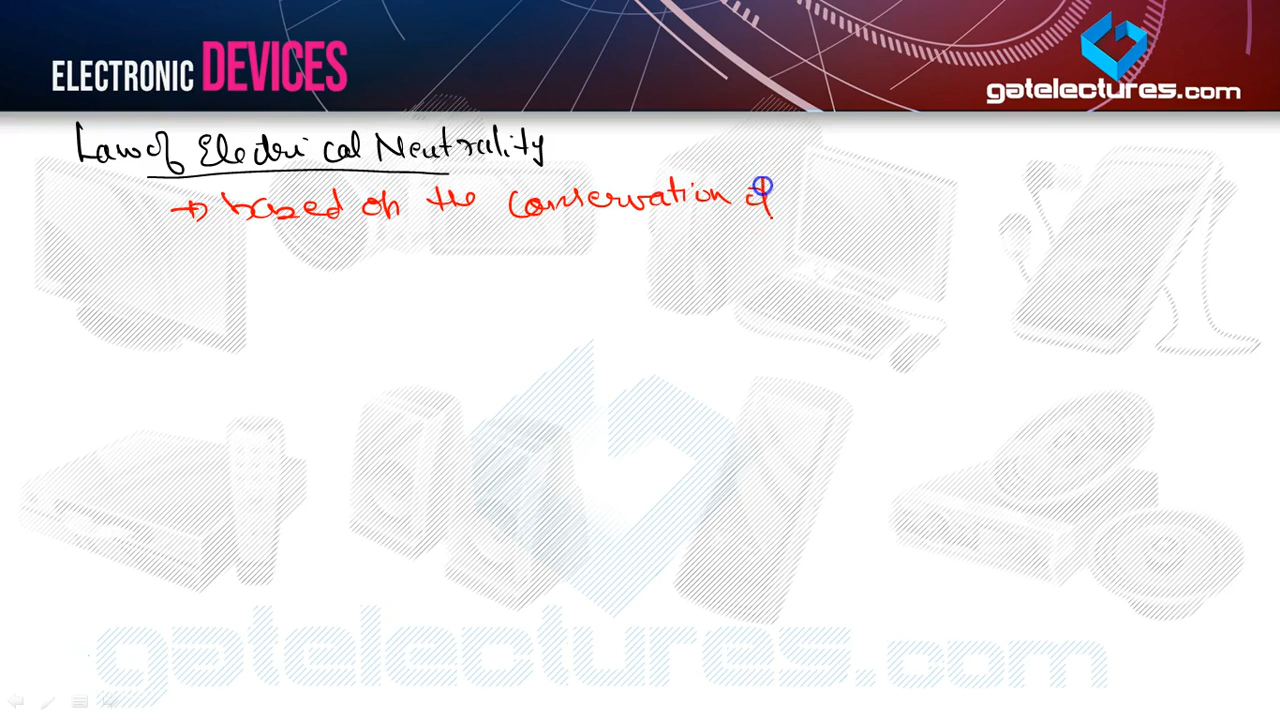 ELECTRONIC DEVICES
gatelectures.com
Law of Electrical Neutrality
→ based on the conservation of
gatelectures.com